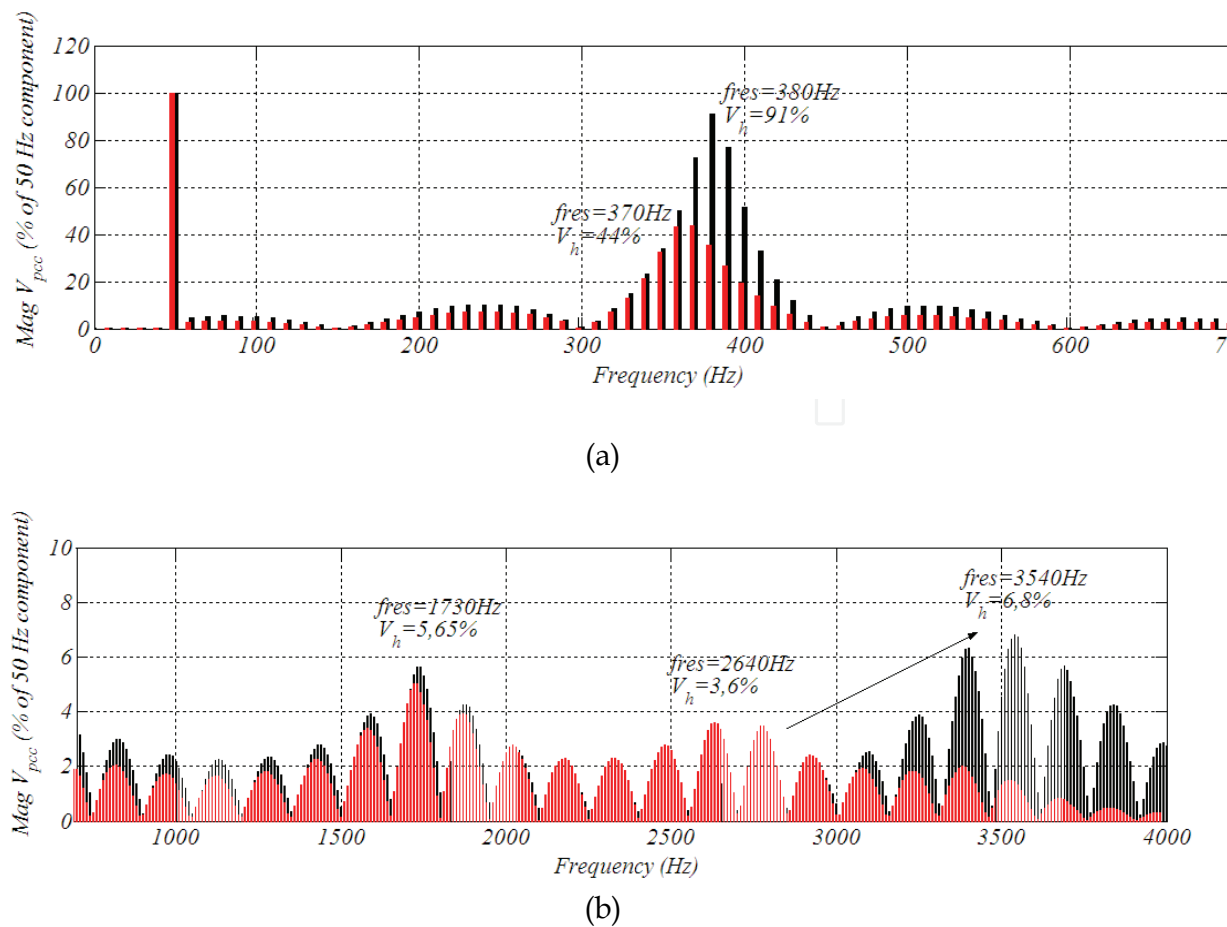 120
100
80
60
40
20
0
Mag V_pcc (% of 50 Hz component)
fres=380Hz
V_h=91%
fres=370Hz
V_h=44%
0 100 200 300 400 500 600 7
Frequency (Hz)
(a)
10
8
6
4
2
0
Mag V_pcc (% of 50 Hz component)
fres=3540Hz
V_h=6,8%
fres=1730Hz
V_h=5,65%
fres=2640Hz
V_h=3,6%
1000 1500 2000 2500 3000 3500 4000
Frequency (Hz)
(b)